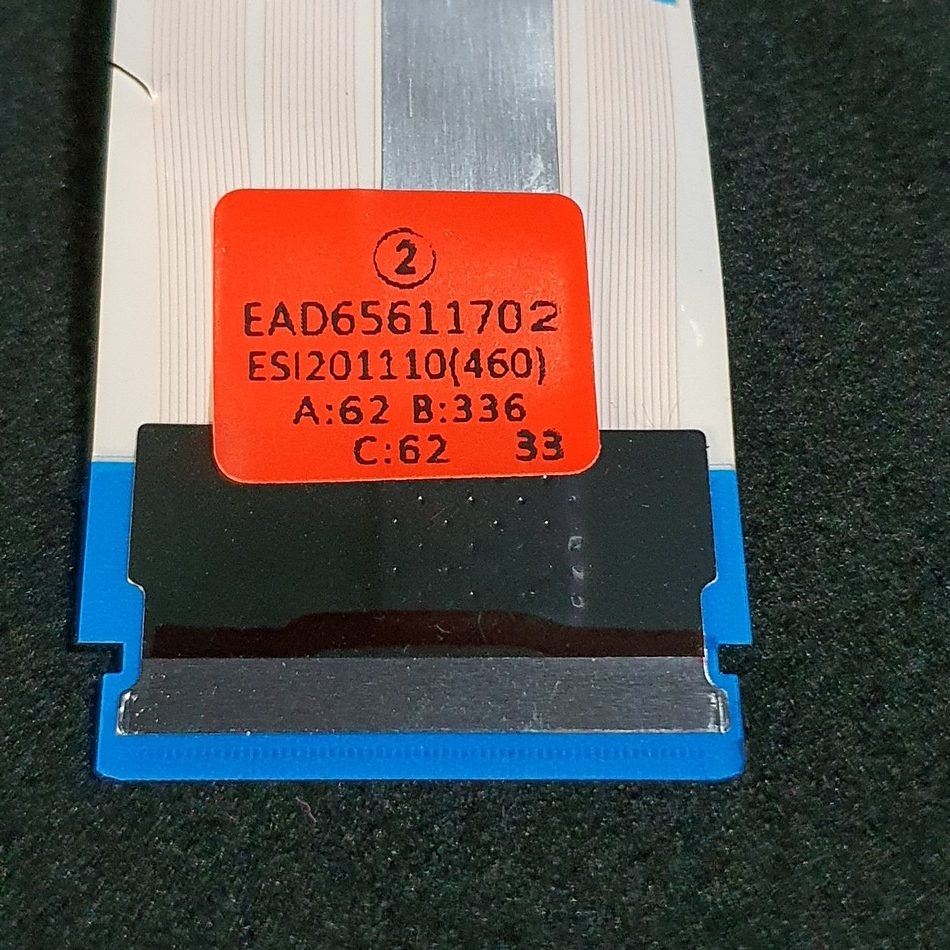 2
EAD65611702
ESI201110(460)
A:62 B:336
C:62 33